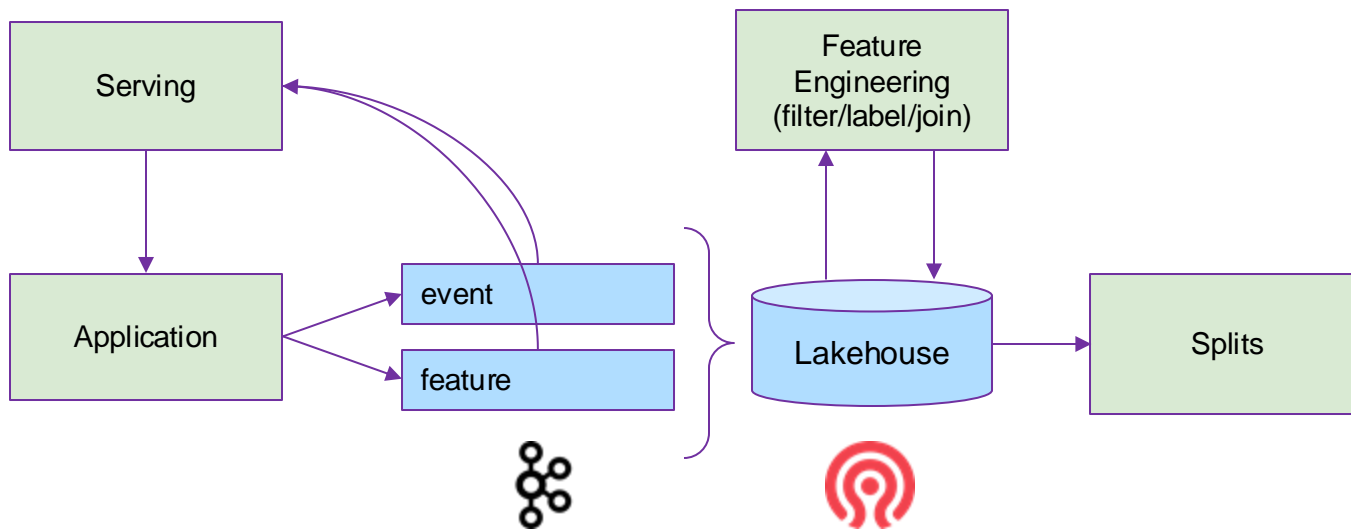 Serving
Feature
Engineering
(filter/label/join)
Application
event
feature
Lakehouse
Splits